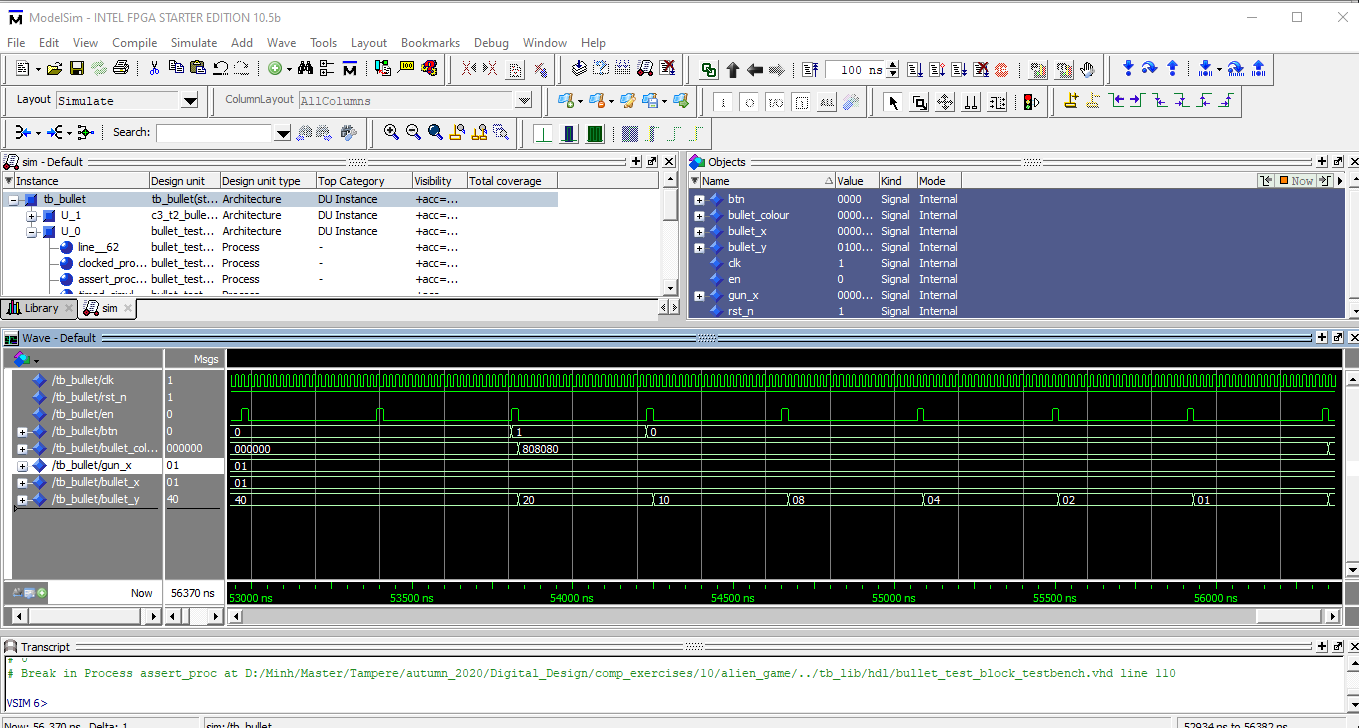 ModelSim - INTEL FPGA STARTER EDITION 10.5b
File Edit View Compile Simulate Add Wave Tools Layout Bookmarks Debug Window Help
100 ns
Layout Simulate ColumnLayout AllColumns
Search:
sim - Default
Instance Design unit Design unit type Top Category Visibility Total coverage
tb_bullet tb_bullet(st... Architecture DU Instance +acc=...
U_1 c3_t2_bulle... Architecture DU Instance +acc=...
U_0 bullet_test... Architecture DU Instance +acc=...
line__62 bullet_test... Process - +acc=...
clocked_pro... bullet_test... Process - +acc=...
assert_proc... bullet_test... Process - +acc=...
Library sim
Objects
Name Value Kind Mode
Now
btn 0000 Signal Internal
bullet_colour 0000... Signal Internal
bullet_x 0000... Signal Internal
bullet_y 0100... Signal Internal
clk 1 Signal Internal
en 0 Signal Internal
gun_x 0000... Signal Internal
rst_n 1 Signal Internal
Wave - Default
Msgs
/tb_bullet/clk 1
/tb_bullet/rst_n 1
/tb_bullet/en 0
/tb_bullet/btn 0 0 1 0
/tb_bullet/bullet_col... 000000 000000 808080
/tb_bullet/gun_x 01 01
/tb_bullet/bullet_x 01 01
/tb_bullet/bullet_y 40 40 20 10 08 04 02 01
Now 56370 ns 53000 ns 53500 ns 54000 ns 54500 ns 55000 ns 55500 ns 56000 ns
Transcript
# Break in Process assert_proc at D:/Minh/Master/Tampere/autumn_2020/Digital_Design/comp_exercises/10/alien_game/../tb_lib/hdl/bullet_test_block_testbench.vhd line 110
VSIM 6>
Now: 56,370 ns Delta: 1 sim:/tb_bullet 52934 ns to 56382 ns